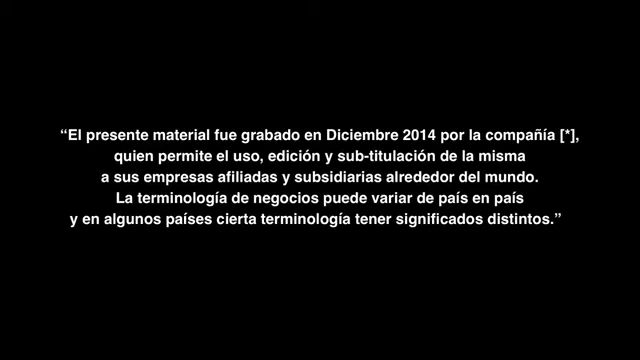 “El presente material fue grabado en Diciembre 2014 por la compañía [*],
quien permite el uso, edición y sub-titulación de la misma
a sus empresas afiliadas y subsidiarias alrededor del mundo.
La terminología de negocios puede variar de país en país
y en algunos países cierta terminología tener significados distintos.”